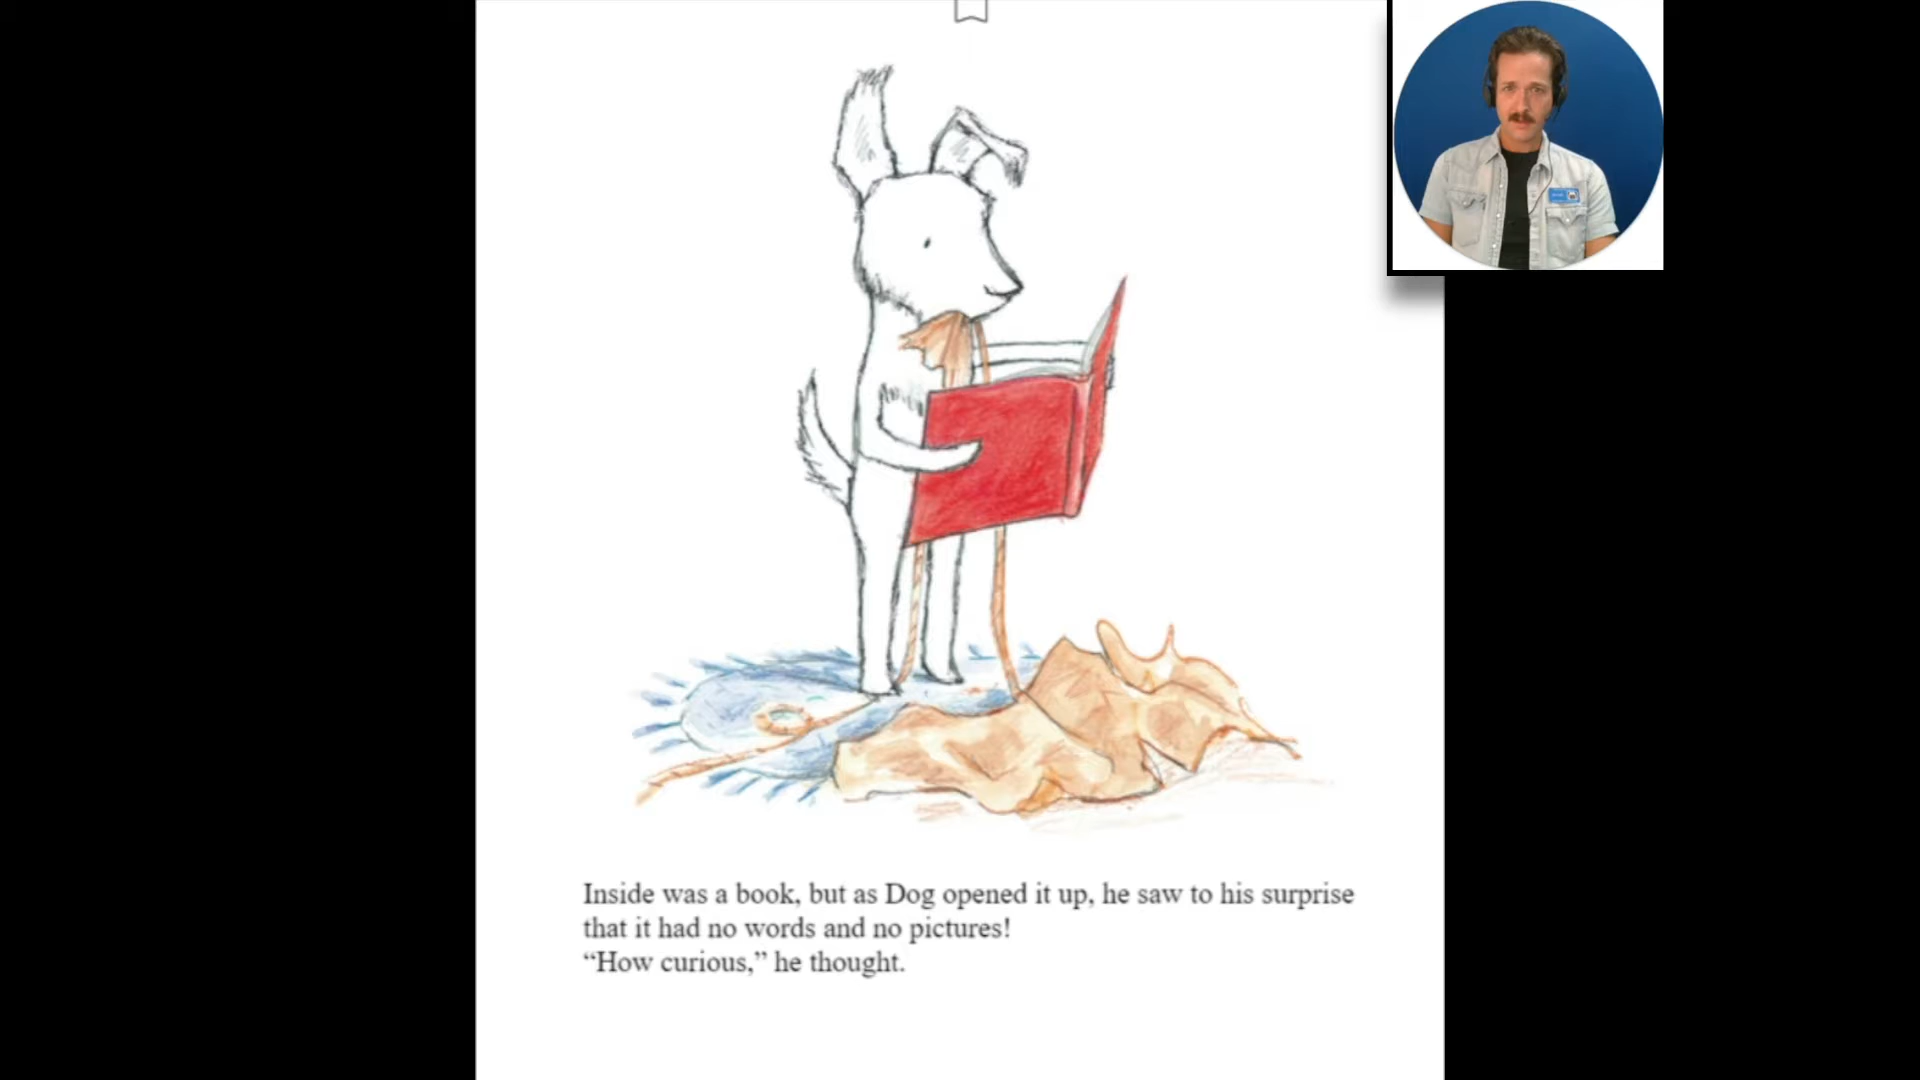 Inside was a book, but as Dog opened it up, he saw to his surprise
that it had no words and no pictures!
“How curious,” he thought.